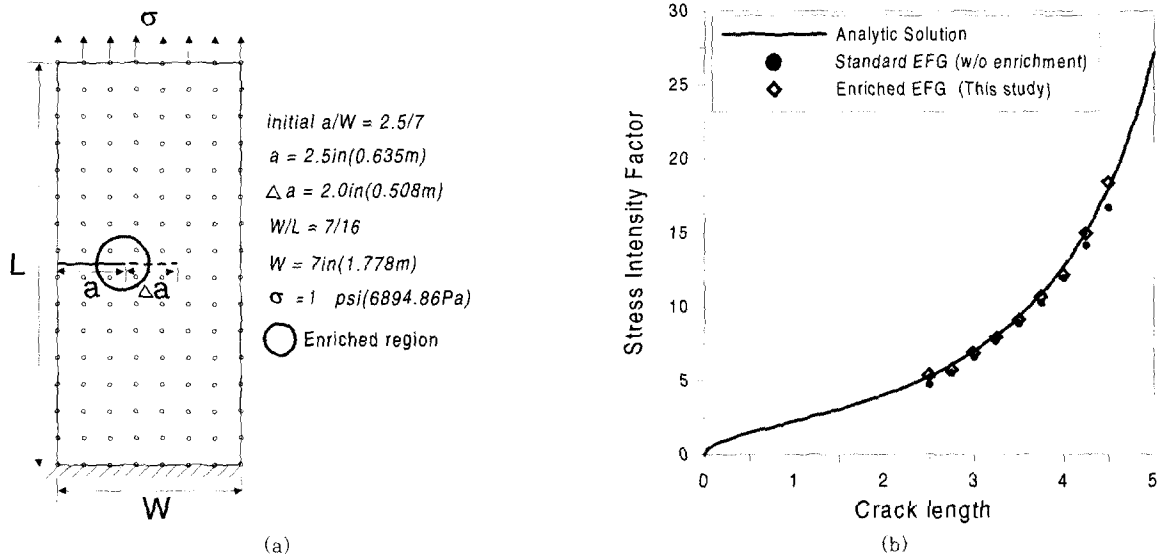 σ
L
a
Δa
W
initial a/W = 2.5/7
a = 2.5in(0.635m)
Δa = 2.0in(0.508m)
W/L = 7/16
W = 7in(1.778m)
σ = 1 psi(6894.86Pa)
Enriched region
(a)
30
25
20
15
10
5
0
Stress Intensity Factor
Analytic Solution
Standard EFG (w/o enrichment)
Enriched EFG (This study)
0 1 2 3 4 5
Crack length
(b)